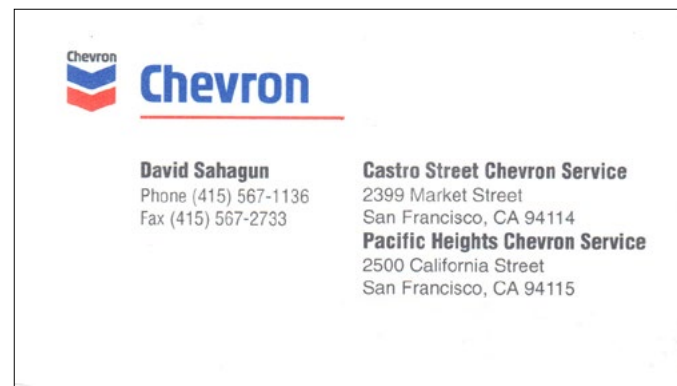 Chevron
Chevron
David Sahagun
Phone (415) 567-1136
Fax (415) 567-2733
Castro Street Chevron Service
2399 Market Street
San Francisco, CA 94114
Pacific Heights Chevron Service
2500 California Street
San Francisco, CA 94115